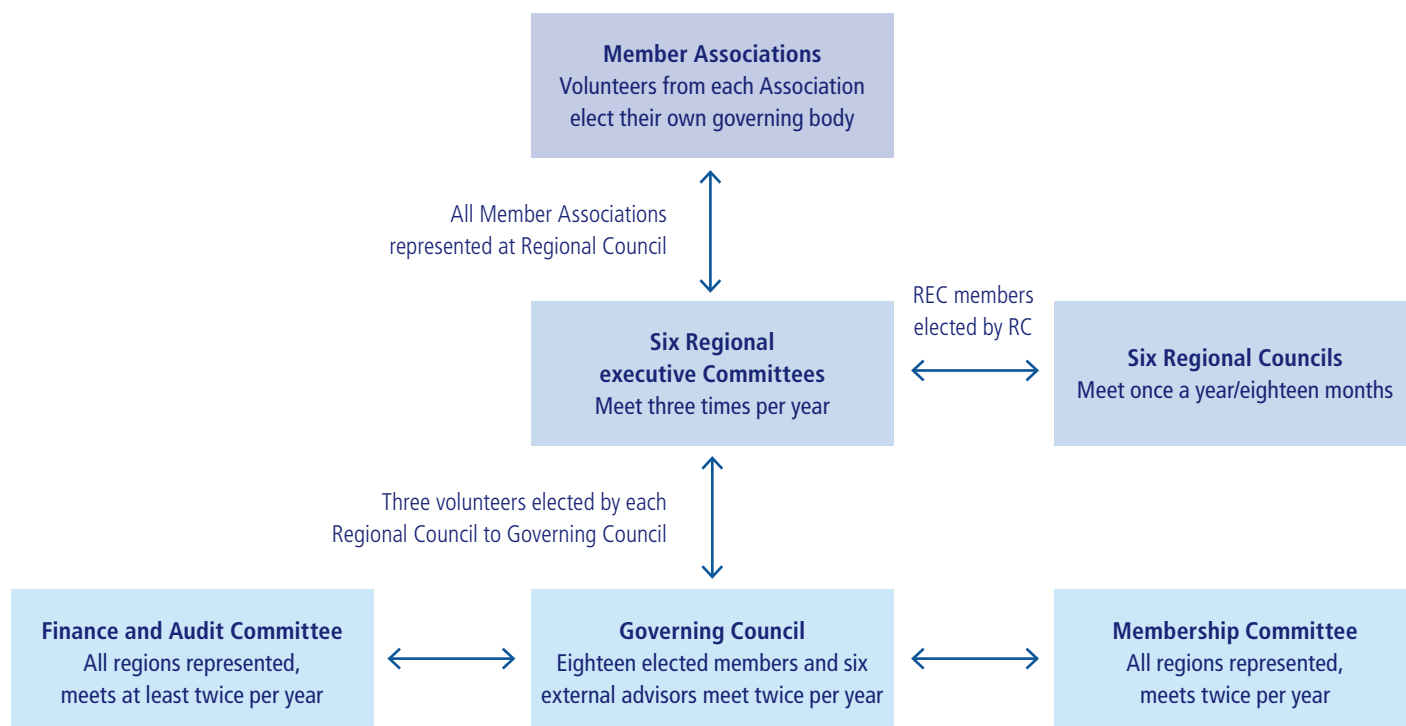 Member Associations
Volunteers from each Association
elect their own governing body
All Member Associations
represented at Regional Council
REC members
elected by RC
Six Regional
executive Committees
Meet three times per year
Six Regional Councils
Meet once a year/eighteen months
Three volunteers elected by each
Regional Council to Governing Council
Finance and Audit Committee
All regions represented,
meets at least twice per year
Governing Council
Eighteen elected members and six
external advisors meet twice per year
Membership Committee
All regions represented,
meets twice per year